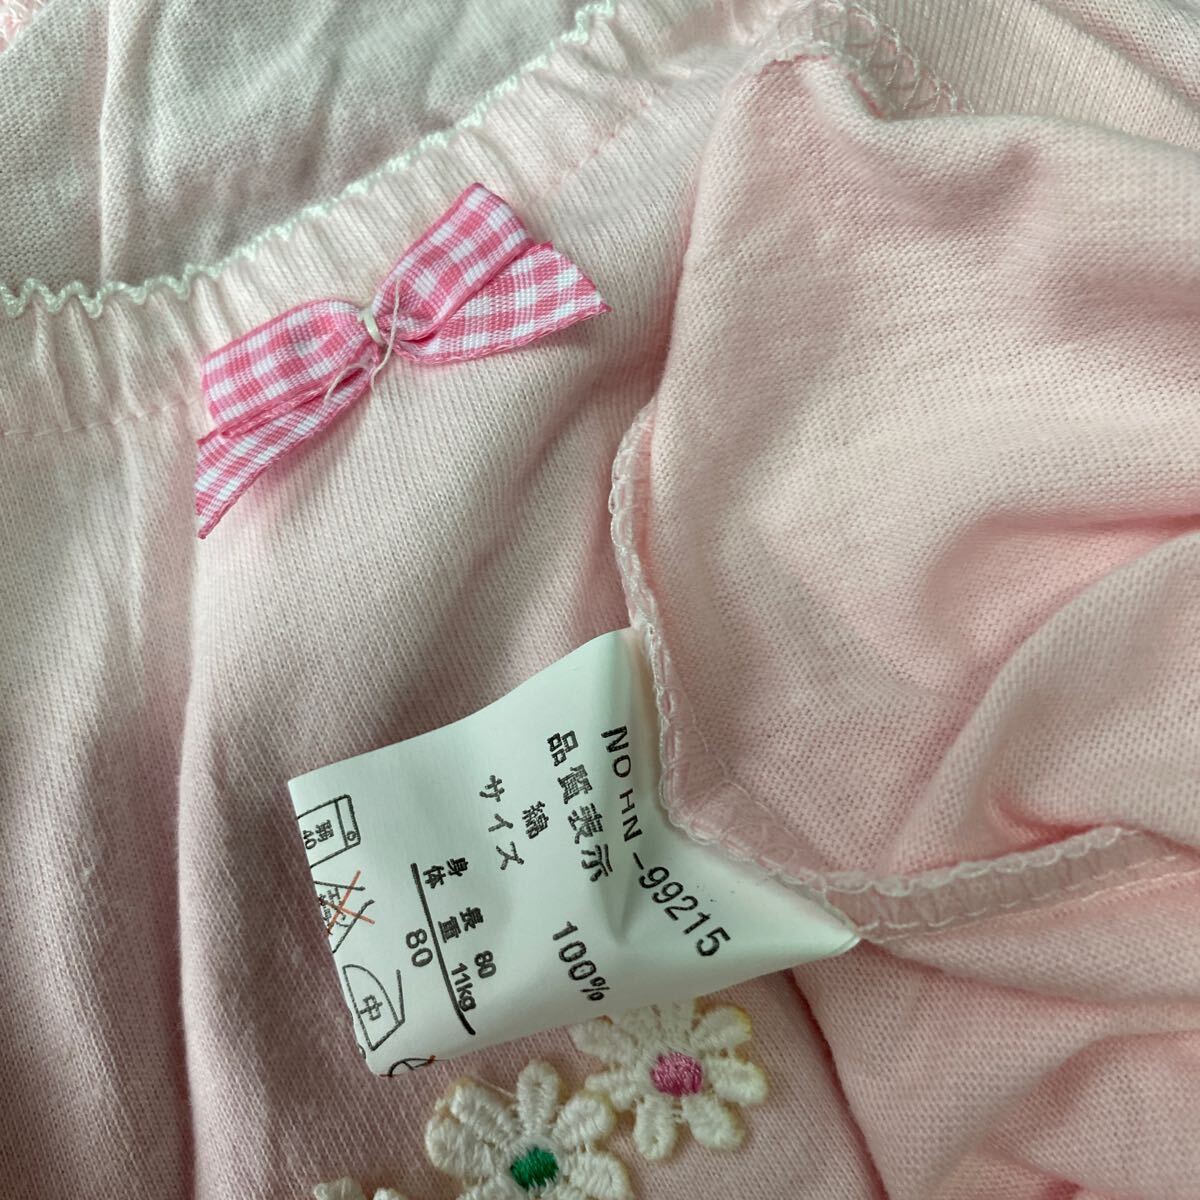 NO HN-99215
品質表示
綿 100%
サイズ
身長 80
体重 11kg
80
弱
40
中